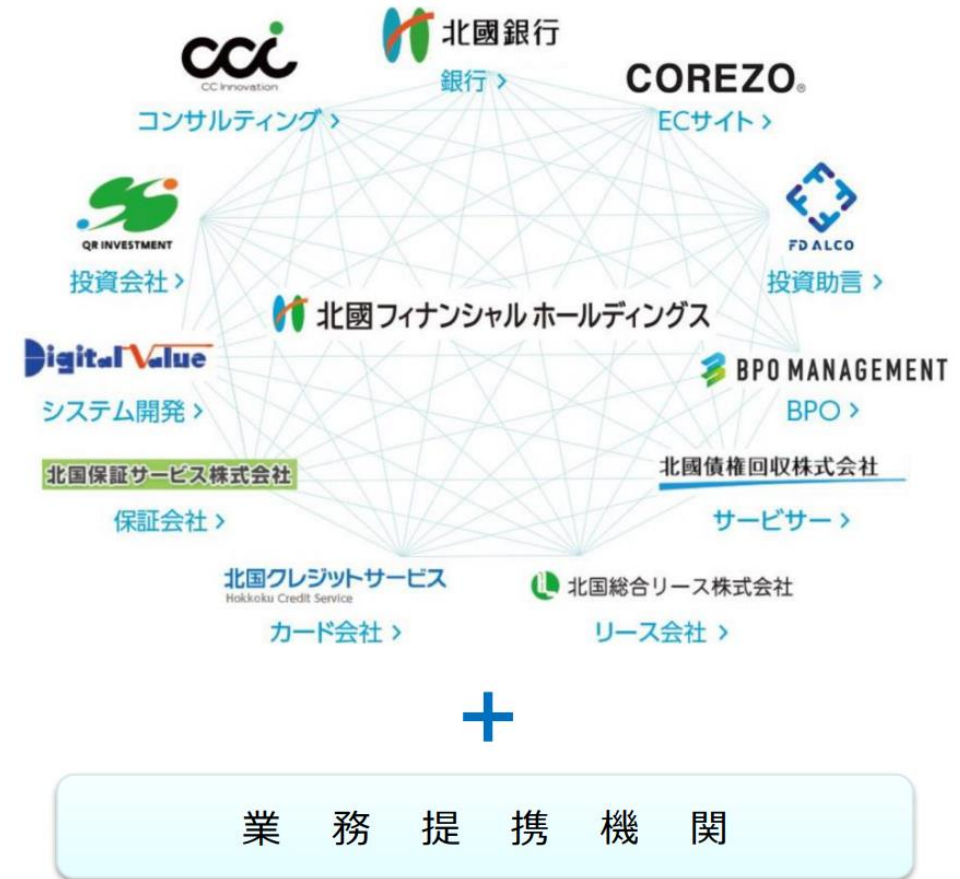 北國銀行
銀行 >
cci
CC Innovation
コンサルティング >
COREZO®
ECサイト >
QR INVESTMENT
投資会社 >
FDALCO
投資助言 >
北國フィナンシャルホールディングス
Digital Value
システム開発 >
BPO MANAGEMENT
BPO >
北国保証サービス株式会社
保証会社 >
北國債権回収株式会社
サービサー >
北国クレジットサービス
Hokkoku Credit Service
カード会社 >
北国総合リース株式会社
リース会社 >
+
業務提携機関